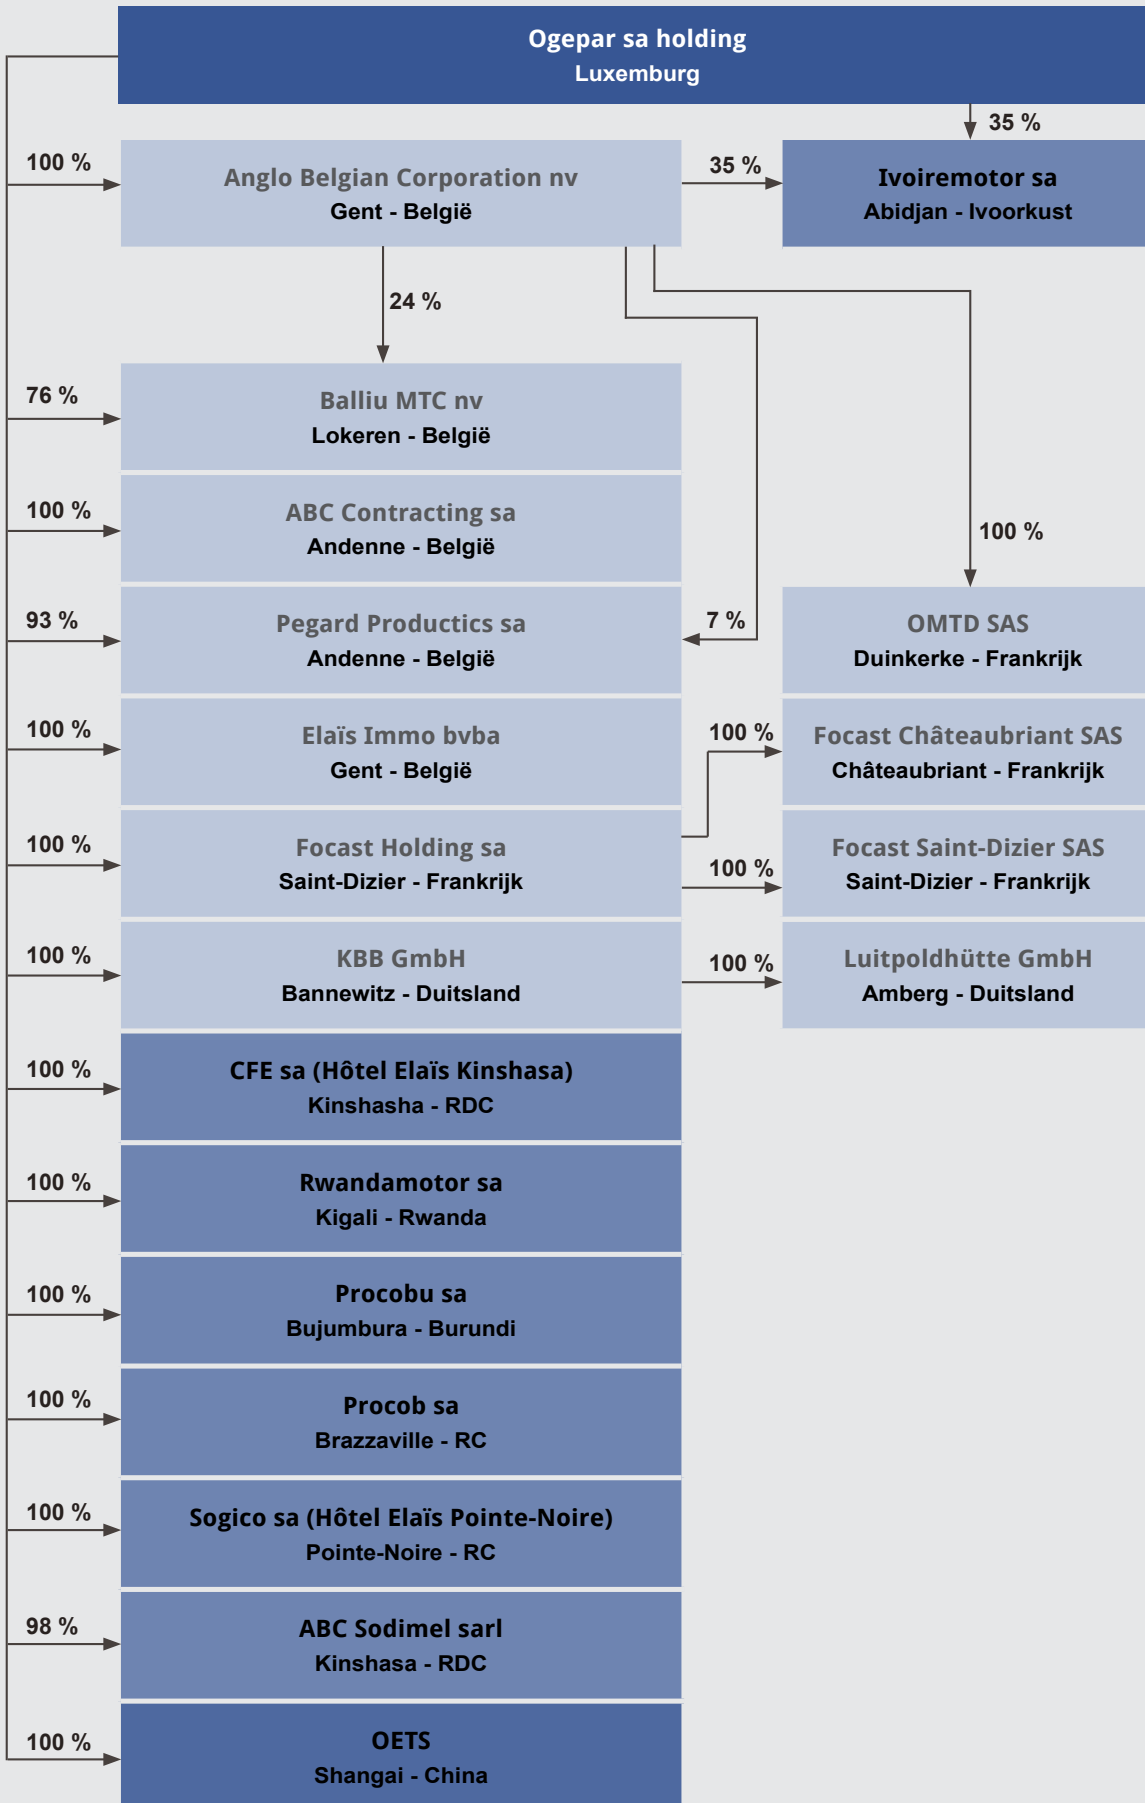 Ogepar sa holding
Luxemburg
35 %
100 %
Anglo Belgian Corporation nv
Gent - België
35 %
Ivoiremotor sa
Abidjan - Ivoorkust
24 %
76 %
Balliu MTC nv
Lokeren - België
100 %
ABC Contracting sa
Andenne - België
100 %
93 %
Pegard Productics sa
Andenne - België
7 %
OMTD SAS
Duinkerke - Frankrijk
100 %
Elaïs Immo bvba
Gent - België
100 %
Focast Châteaubriant SAS
Châteaubriant - Frankrijk
100 %
Focast Holding sa
Saint-Dizier - Frankrijk
100 %
Focast Saint-Dizier SAS
Saint-Dizier - Frankrijk
100 %
KBB GmbH
Bannewitz - Duitsland
100 %
Luitpoldhütte GmbH
Amberg - Duitsland
100 %
CFE sa (Hôtel Elaïs Kinshasa)
Kinshasha - RDC
100 %
Rwandamotor sa
Kigali - Rwanda
100 %
Procobu sa
Bujumbura - Burundi
100 %
Procob sa
Brazzaville - RC
100 %
Sogico sa (Hôtel Elaïs Pointe-Noire)
Pointe-Noire - RC
98 %
ABC Sodimel sarl
Kinshasa - RDC
100 %
OETS
Shangai - China